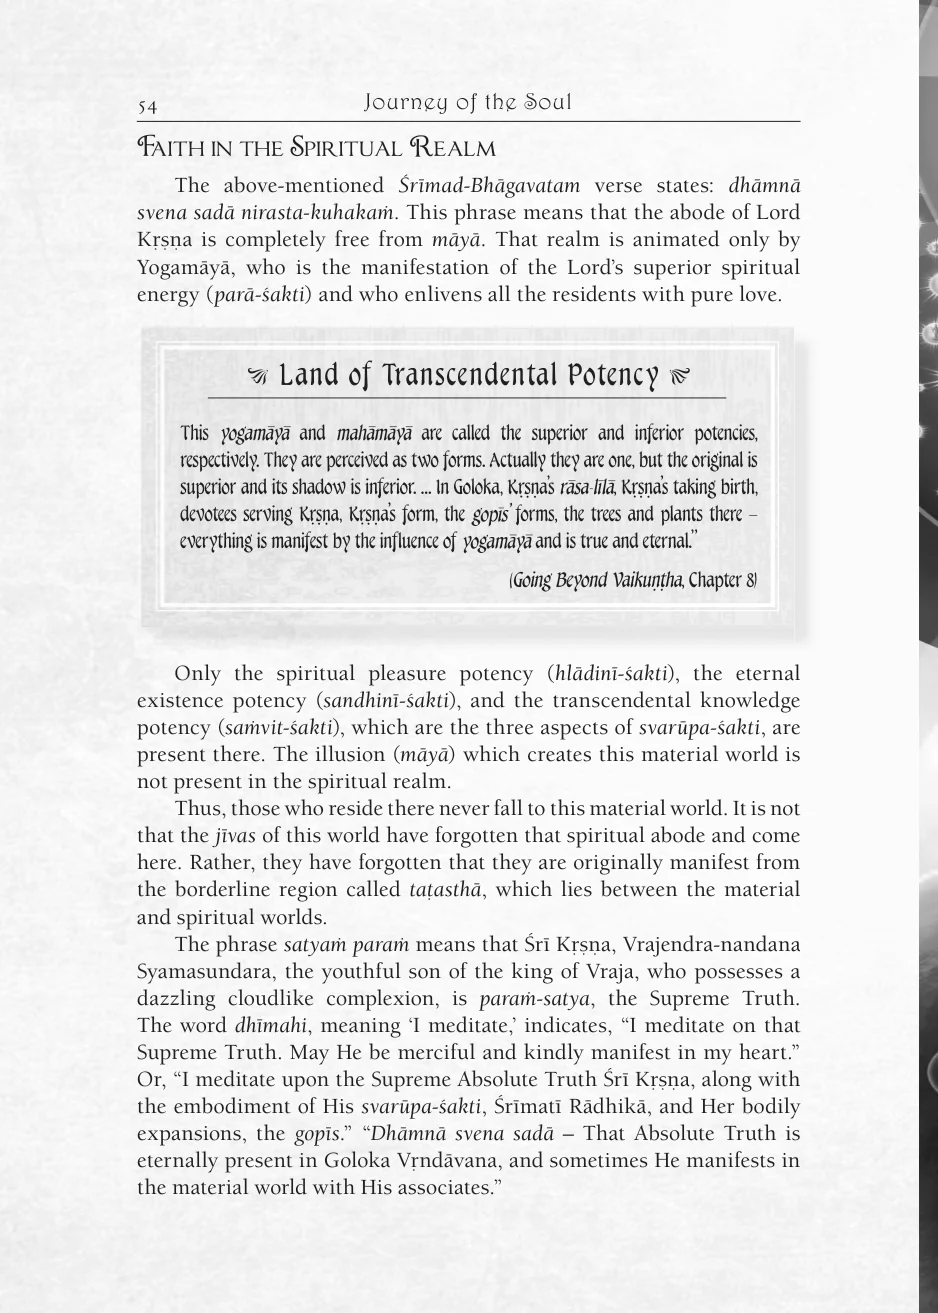 54
Journey of the Soul
Faith in the Spiritual Realm
The above-mentioned Śrīmad-Bhāgavatam verse states: dhāmnā
svena sadā nirasta-kuhakaṁ. This phrase means that the abode of Lord
Kṛṣṇa is completely free from māyā. That realm is animated only by
Yogamāyā, who is the manifestation of the Lord’s superior spiritual
energy (parā-śakti) and who enlivens all the residents with pure love.
Land of Transcendental Potency
This yogamāyā and mahāmāyā are called the superior and inferior potencies,
respectively. They are perceived as two forms. Actually they are one, but the original is
superior and its shadow is inferior. ... In Goloka, Kṛṣṇa’s rāsa-līlā, Kṛṣṇa’s taking birth,
devotees serving Kṛṣṇa, Kṛṣṇa’s form, the gopīs’ forms, the trees and plants there –
everything is manifest by the influence of yogamāyā and is true and eternal.”
(Going Beyond Vaikuṇṭha, Chapter 8)
Only the spiritual pleasure potency (hlādinī-śakti), the eternal
existence potency (sandhinī-śakti), and the transcendental knowledge
potency (saṁvit-śakti), which are the three aspects of svarūpa-śakti, are
present there. The illusion (māyā) which creates this material world is
not present in the spiritual realm.
Thus, those who reside there never fall to this material world. It is not
that the jīvas of this world have forgotten that spiritual abode and come
here. Rather, they have forgotten that they are originally manifest from
the borderline region called taṭasthā, which lies between the material
and spiritual worlds.
The phrase satyaṁ paraṁ means that Śrī Kṛṣṇa, Vrajendra-nandana
Syamasundara, the youthful son of the king of Vraja, who possesses a
dazzling cloudlike complexion, is paraṁ-satya, the Supreme Truth.
The word dhīmahi, meaning ‘I meditate,’ indicates, “I meditate on that
Supreme Truth. May He be merciful and kindly manifest in my heart.”
Or, “I meditate upon the Supreme Absolute Truth Śrī Kṛṣṇa, along with
the embodiment of His svarūpa-śakti, Śrīmatī Rādhikā, and Her bodily
expansions, the gopīs.” “Dhāmnā svena sadā – That Absolute Truth is
eternally present in Goloka Vṛndāvana, and sometimes He manifests in
the material world with His associates.”